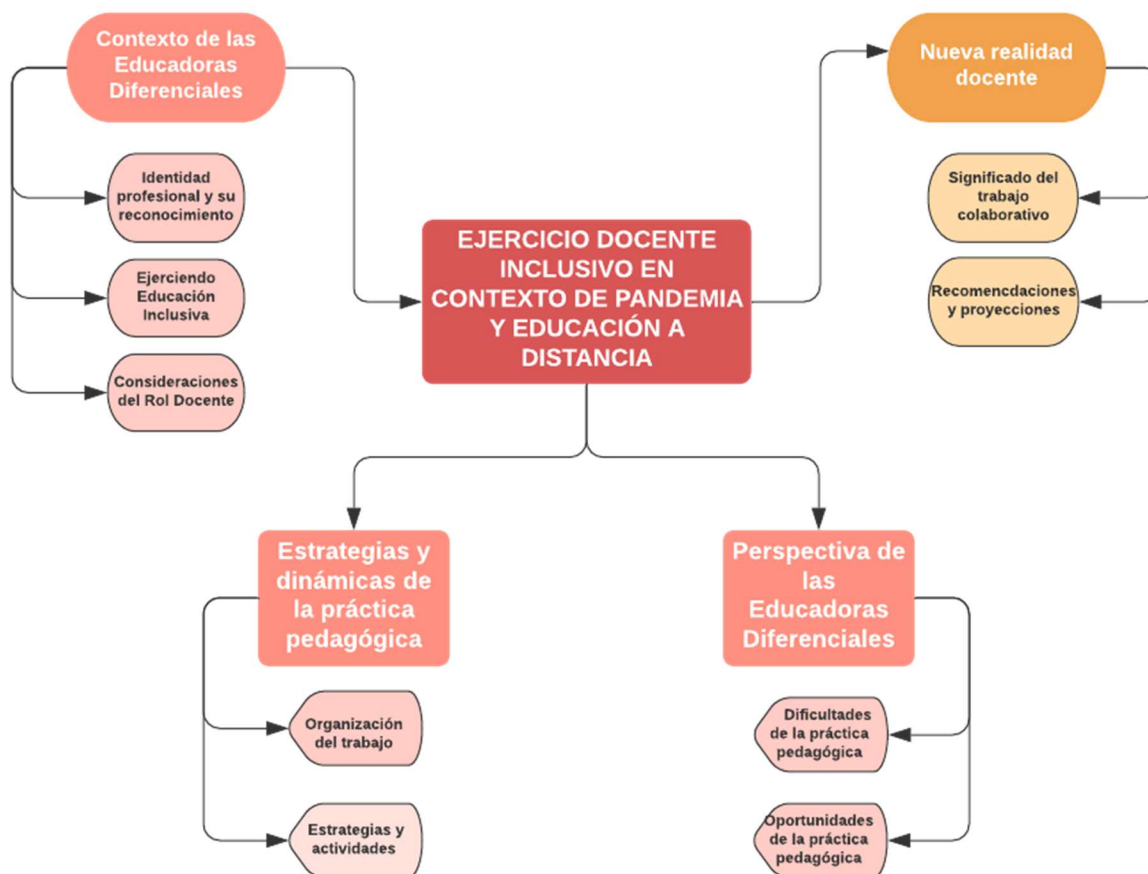 Contexto de las
Educadoras
Diferenciales
Identidad
profesional y su
reconocimiento
Ejerciendo
Educación
Inclusiva
Consideraciones
del Rol Docente
EJERCICIO DOCENTE
INCLUSIVO EN
CONTEXTO DE PANDEMIA
Y EDUCACIÓN A
DISTANCIA
Nueva realidad
docente
Significado del
trabajo
colaborativo
Recomencdaciones
y proyecciones
Estrategias y
dinámicas de
la práctica
pedagógica
Organización
del trabajo
Estrategias y
actividades
Perspectiva de
las
Educadoras
Diferenciales
Dificultades
de la práctica
pedagógica
Oportunidades
de la práctica
pedagógica